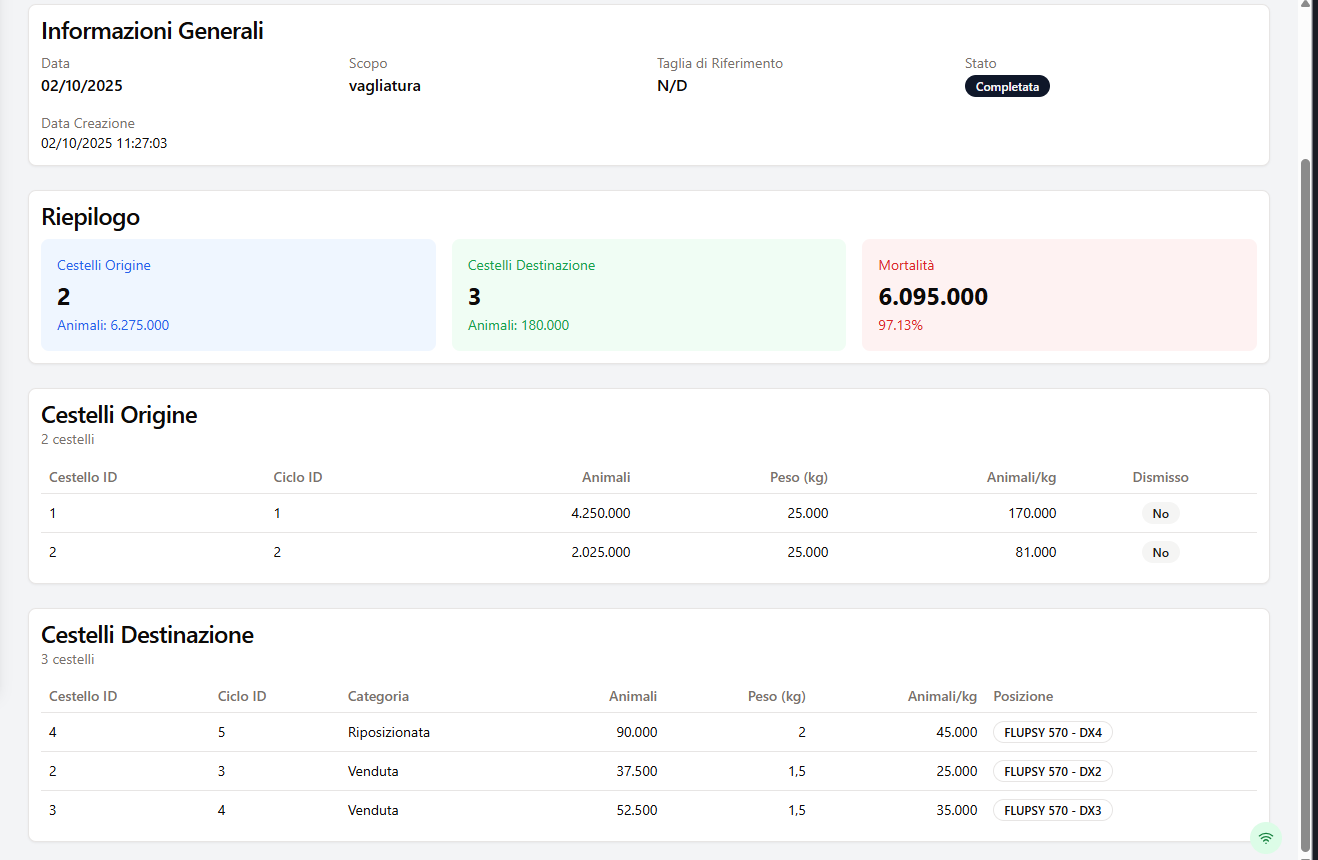 Informazioni Generali
Data Scopo Taglia di Riferimento Stato
02/10/2025 vagliatura N/D Completata
Data Creazione
02/10/2025 11:27:03
Riepilogo
Cestelli Origine
2
Animali: 6.275.000
Cestelli Destinazione
3
Animali: 180.000
Mortalità
6.095.000
97.13%
Cestelli Origine
2 cestelli
Cestello ID Ciclo ID Animali Peso (kg) Animali/kg Dismisso
1 1 4.250.000 25.000 170.000 No
2 2 2.025.000 25.000 81.000 No
Cestelli Destinazione
3 cestelli
Cestello ID Ciclo ID Categoria Animali Peso (kg) Animali/kg Posizione
4 5 Riposizionata 90.000 2 45.000 FLUPSY 570 - DX4
2 3 Venduta 37.500 1,5 25.000 FLUPSY 570 - DX2
3 4 Venduta 52.500 1,5 35.000 FLUPSY 570 - DX3